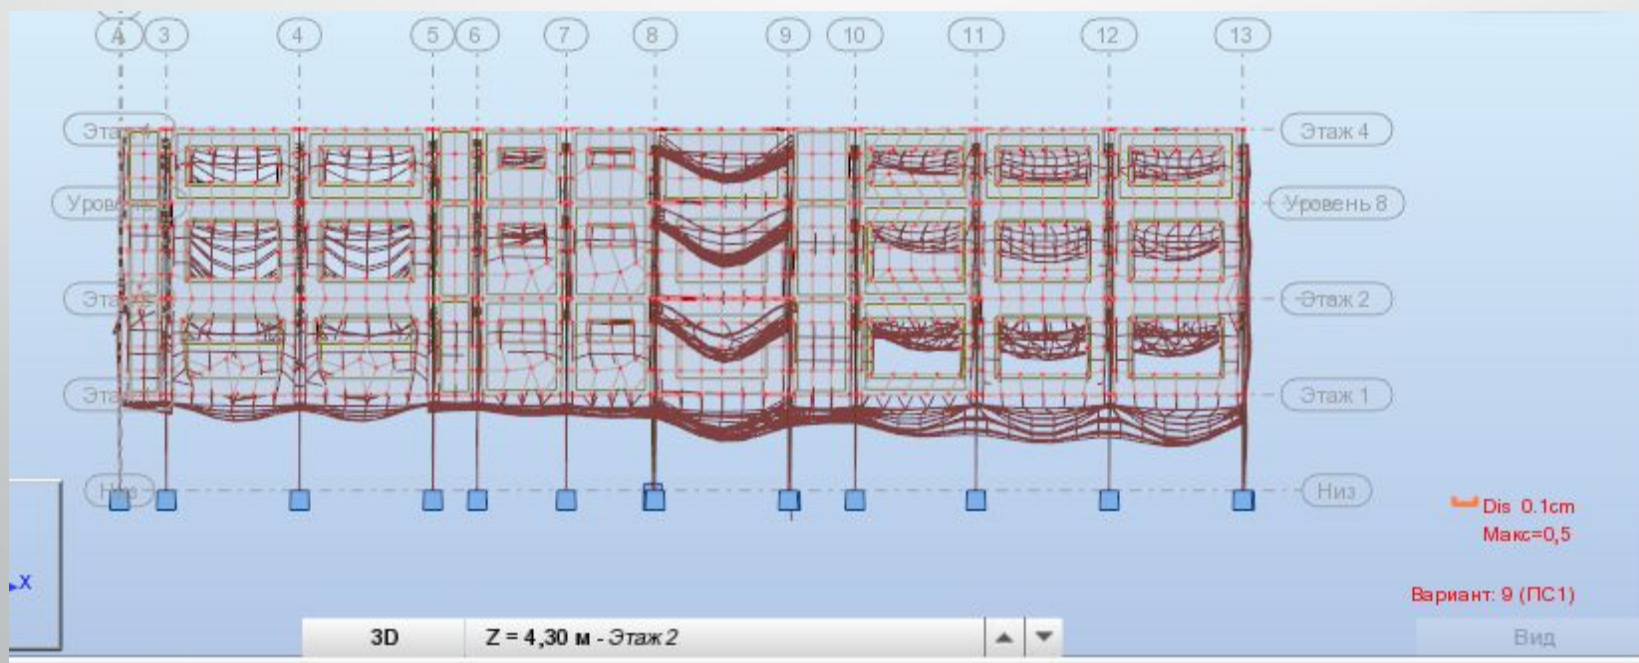 3 4 5 6 7 8 9 10 11 12 13
Этаж 4
Уровень 8
Этаж 2
Этаж 1
Низ
Dis 0.1cm
Макс=0,5
X
Вариант: 9 (ПС1)
3D Z = 4,30 м - Этаж 2
Вид